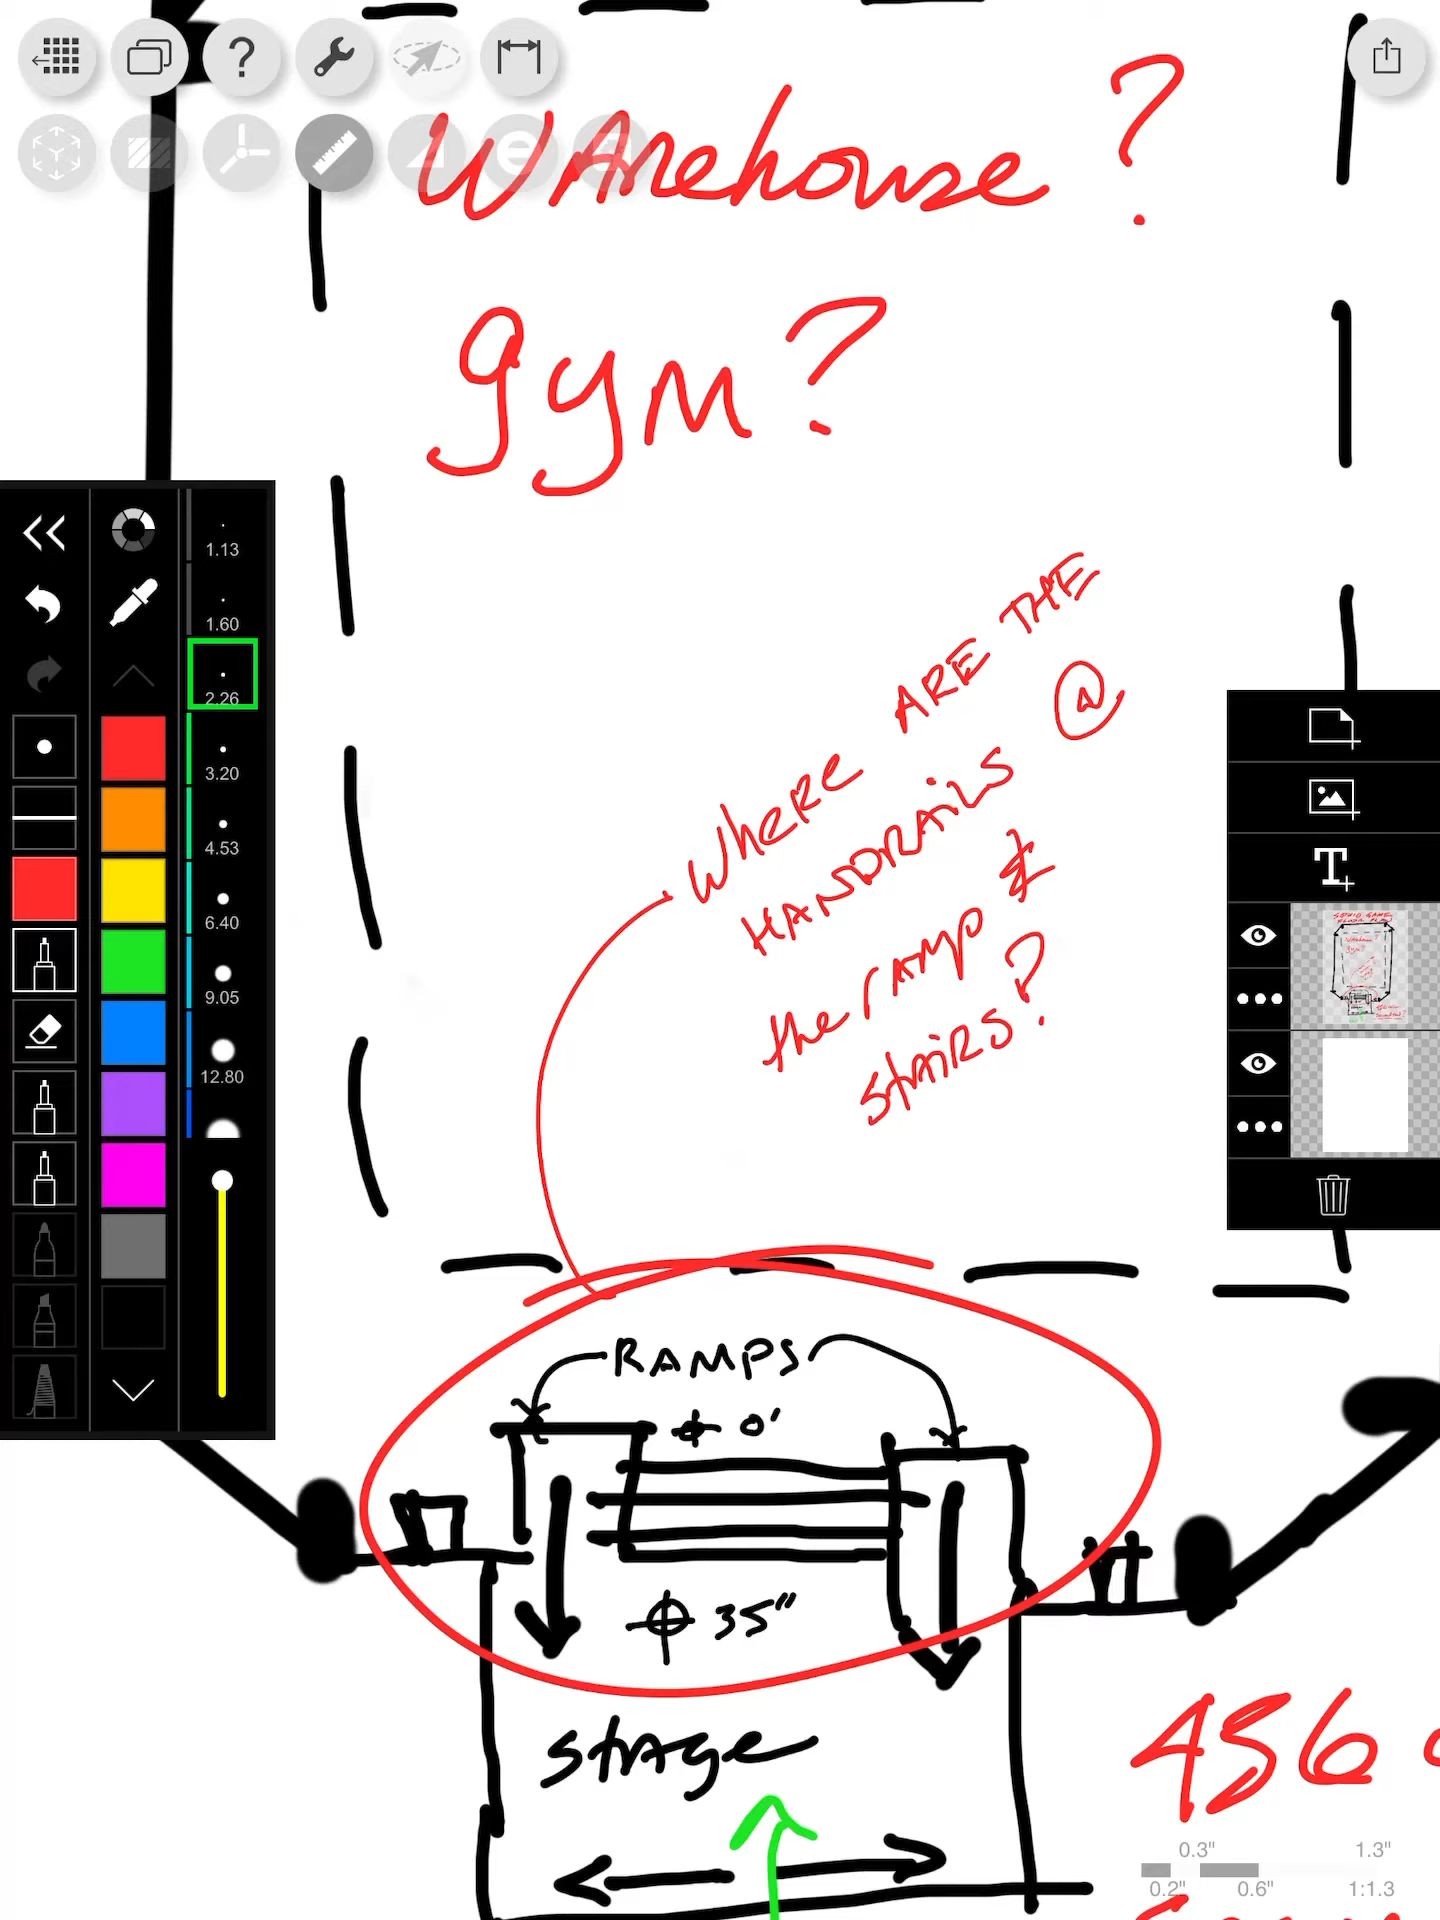 ?
WAREhouse ?
gym?
1.13
1.60
2.26
3.20
4.53
6.40
9.05
12.80
WHERE ARE THE
HANDRAILS @
the RAMP &
StAiRS?
T+
RAMPS
0'
35"
stAge
456
0.3" 1.3"
0.2" 0.6" 1:1.3